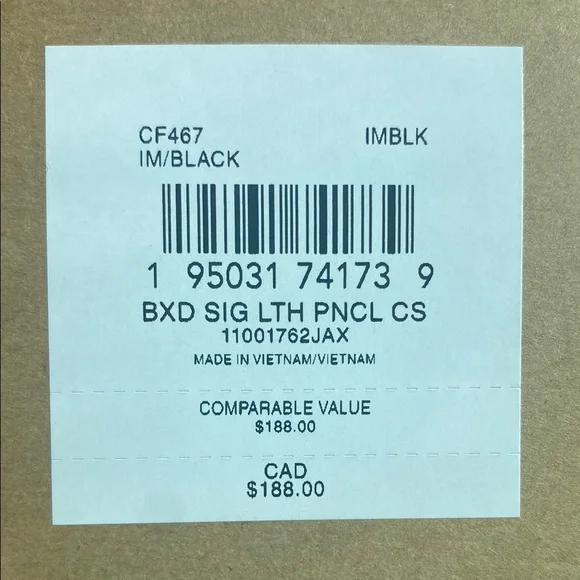 CF467 IMBLK
IM/BLACK
1 95031 74173 9
BXD SIG LTH PNCL CS
11001762JAX
MADE IN VIETNAM/VIETNAM
COMPARABLE VALUE
$188.00
CAD
$188.00